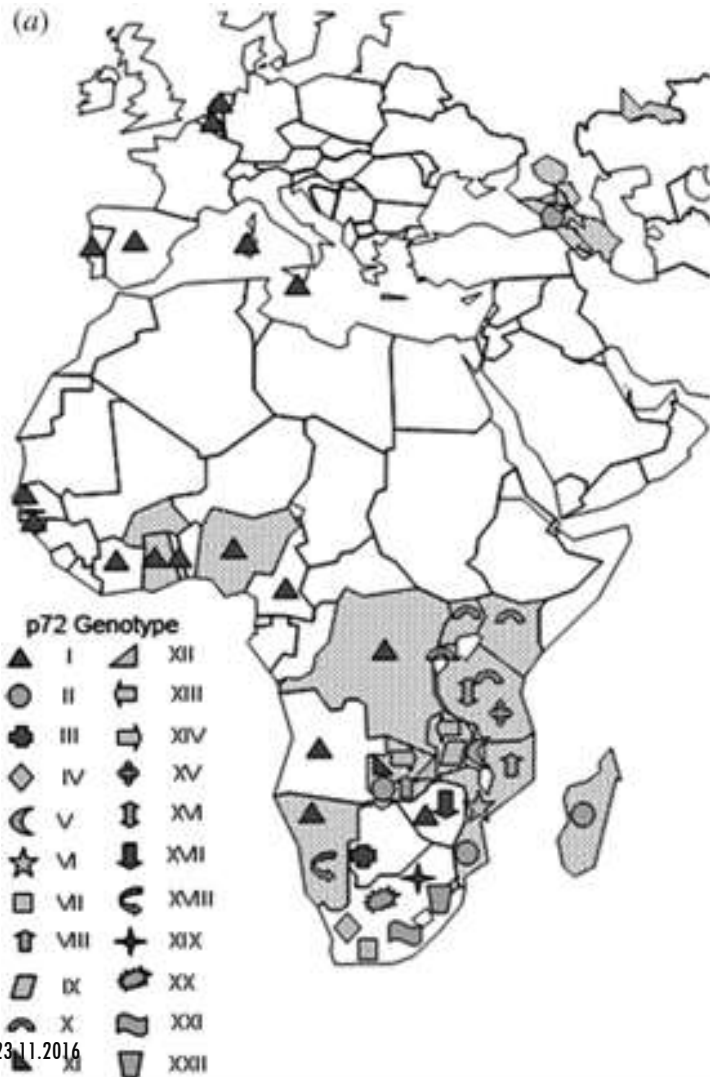 (a)
p72 Genotype
I XII
II XIII
III XIV
IV XV
V XVI
VI XVII
VII XVIII
VIII XIX
IX XX
X XXI
23.11.2016
XI XXII